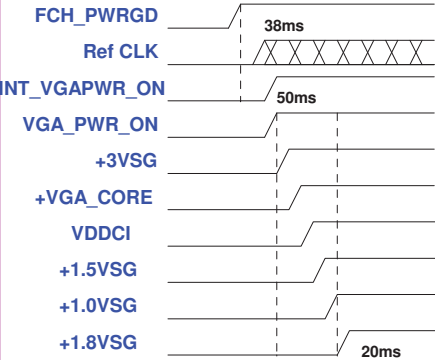 FCH_PWRGD
38ms
Ref CLK
INT_VGAPWR_ON
50ms
VGA_PWR_ON
+3VSG
+VGA_CORE
VDDCI
+1.5VSG
+1.0VSG
+1.8VSG
20ms